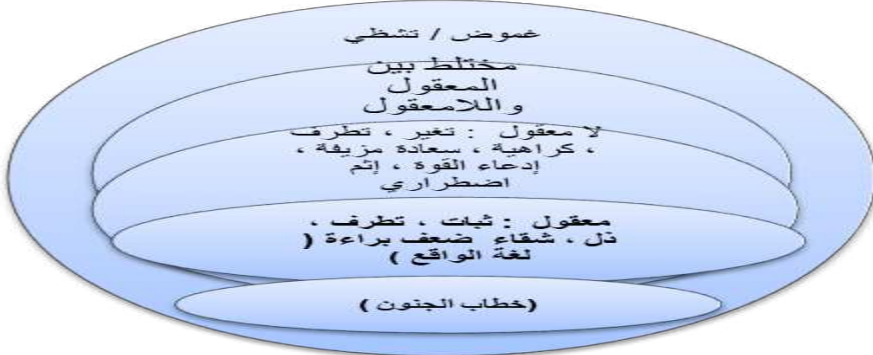 غموض / تشظي
مختلط بين
المعقول
واللامعقول
لا معقول : تغير ، تطرف
، كراهية ، سعادة مزيفة ،
إدعاء القوة ، إثم
اضطراري
معقول : ثبات ، تطرف ،
ذل ، شقاء ضعف براءة (
لغة الواقع )
(خطاب الجنون )